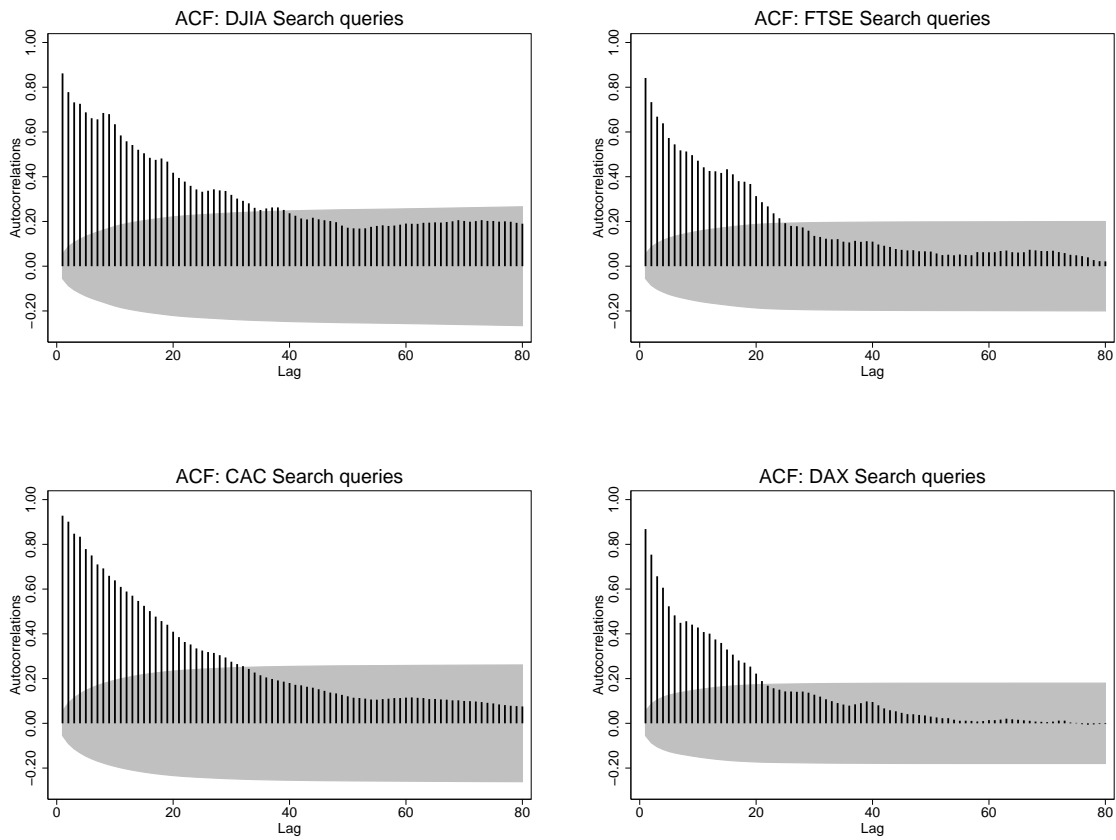 ACF: DJIA Search queries
Autocorrelations
1.00
0.80
0.60
0.40
0.20
0.00
−0.20
0 20 40 60 80
Lag
ACF: FTSE Search queries
Autocorrelations
1.00
0.80
0.60
0.40
0.20
0.00
−0.20
0 20 40 60 80
Lag
ACF: CAC Search queries
Autocorrelations
1.00
0.80
0.60
0.40
0.20
0.00
−0.20
0 20 40 60 80
Lag
ACF: DAX Search queries
Autocorrelations
1.00
0.80
0.60
0.40
0.20
0.00
−0.20
0 20 40 60 80
Lag